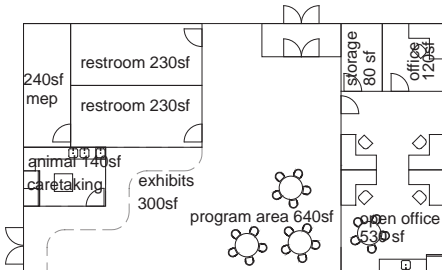 restroom 230sf
240sf
mep
restroom 230sf
storage
80 sf
office
120sf
animal 140sf
caretaking
exhibits
300sf
program area 640sf
open office
530 sf